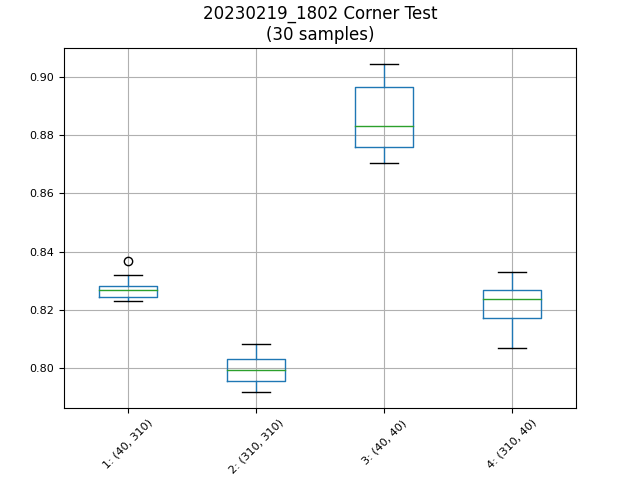 20230219_1802 Corner Test
(30 samples)
0.90
0.88
0.86
0.84
0.82
0.80
1: (40, 310)
2: (310, 310)
3: (40, 40)
4: (310, 40)